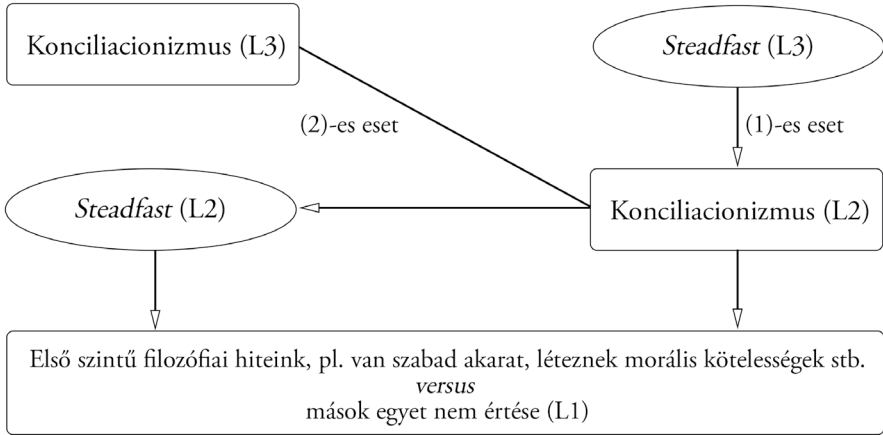 Konciliacionizmus (L3)
Steadfast (L3)
(2)-es eset
(1)-es eset
Steadfast (L2)
Konciliacionizmus (L2)
Első szintű filozófiai hiteink, pl. van szabad akarat, léteznek morális kötelességek stb.
versus
mások egyet nem értése (L1)